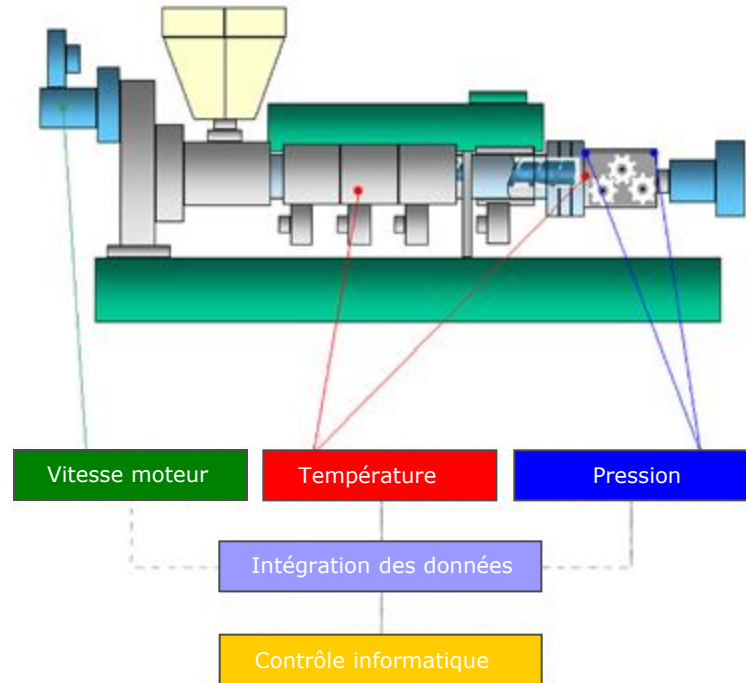 Vitesse moteur
Température
Pression
Intégration des données
Contrôle informatique